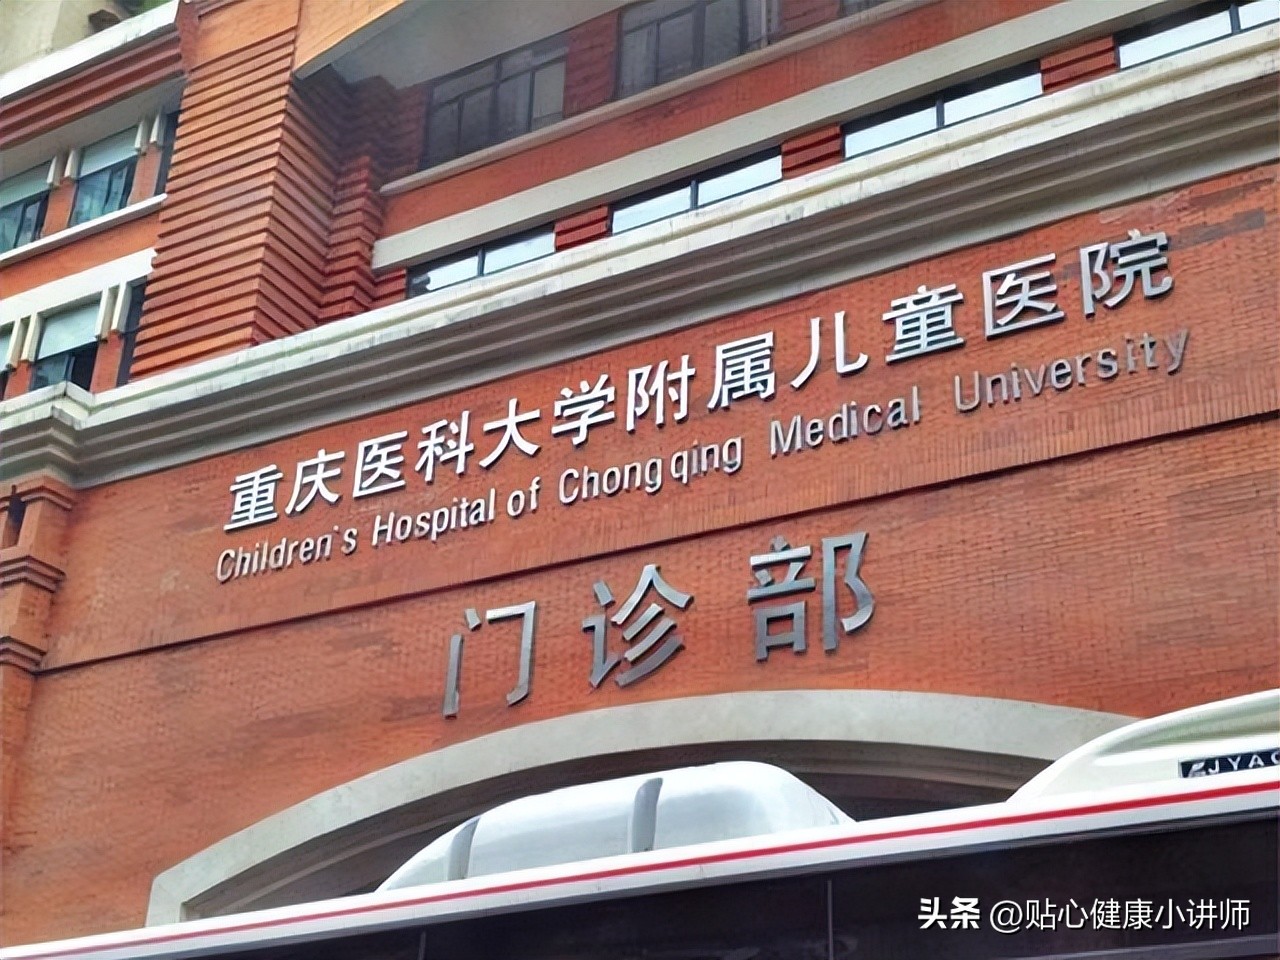 重庆医科大学附属儿童医院
Children's Hospital of Chongqing Medical University
门诊部
JYAC
头条 @贴心健康小讲师